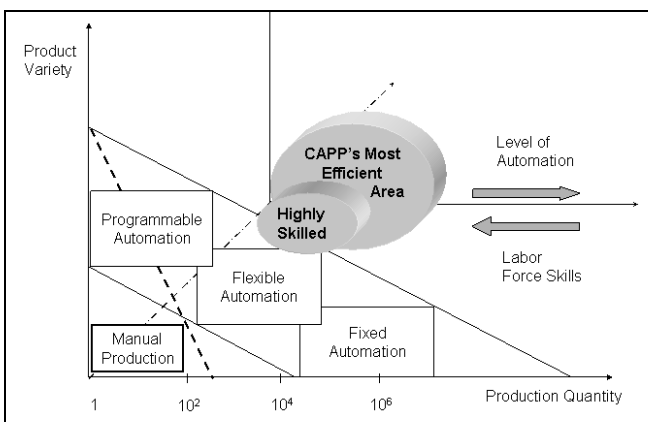 Product
Variety
CAPP's Most
Efficient
Area
Level of
Automation
Highly
Skilled
Programmable
Automation
Flexible
Automation
Labor
Force Skills
Manual
Production
Fixed
Automation
1
10²
10⁴
10⁶
Production Quantity